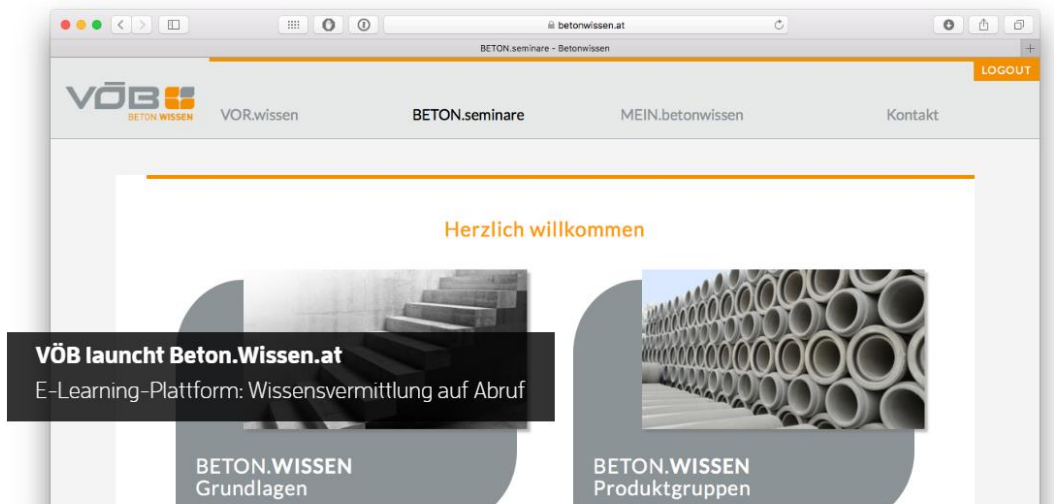 betonwissen.at
BETON.seminare - Betonwissen
LOGOUT
VÖB
BETON.WISSEN
VOR.wissen
BETON.seminare
MEIN.betonwissen
Kontakt
Herzlich willkommen
VÖB launcht Beton.Wissen.at
E-Learning-Plattform: Wissensvermittlung auf Abruf
BETON.WISSEN
Grundlagen
BETON.WISSEN
Produktgruppen